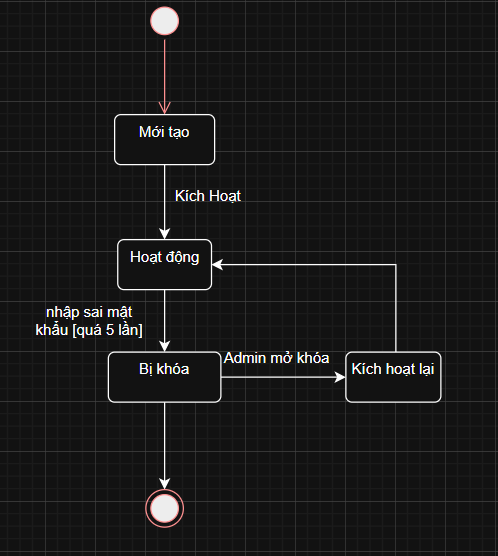 Mới tạo
Kích Hoạt
Hoạt động
nhập sai mật
khẩu [quá 5 lần]
Bị khóa
Admin mở khóa
Kích hoạt lại